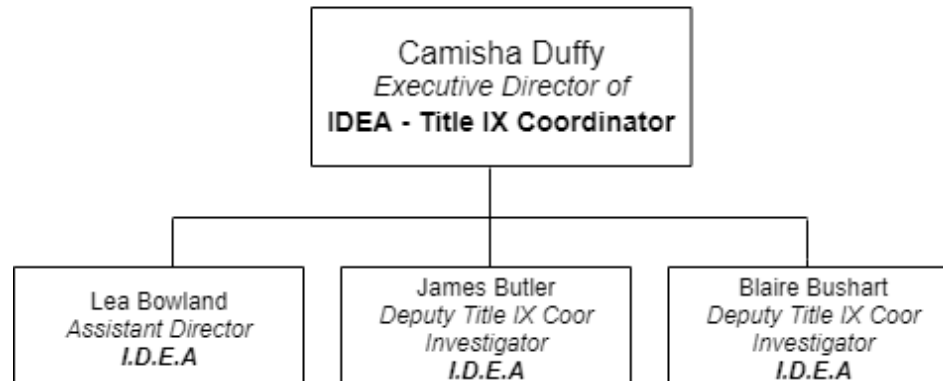 Camisha Duffy
Executive Director of
IDEA - Title IX Coordinator
Lea Bowland
Assistant Director
I.D.E.A
James Butler
Deputy Title IX Coor
Investigator
I.D.E.A
Blaire Bushart
Deputy Title IX Coor
Investigator
I.D.E.A